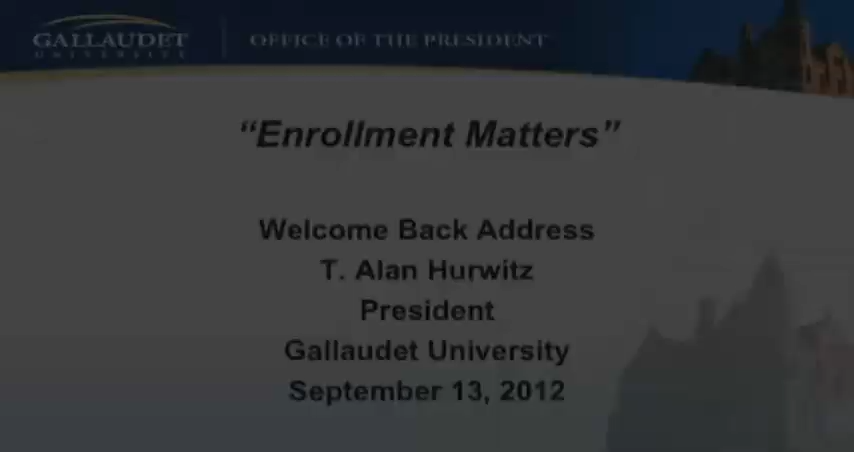 GALLAUDET
UNIVERSITY
OFFICE OF THE PRESIDENT
“Enrollment Matters”
Welcome Back Address
T. Alan Hurwitz
President
Gallaudet University
September 13, 2012